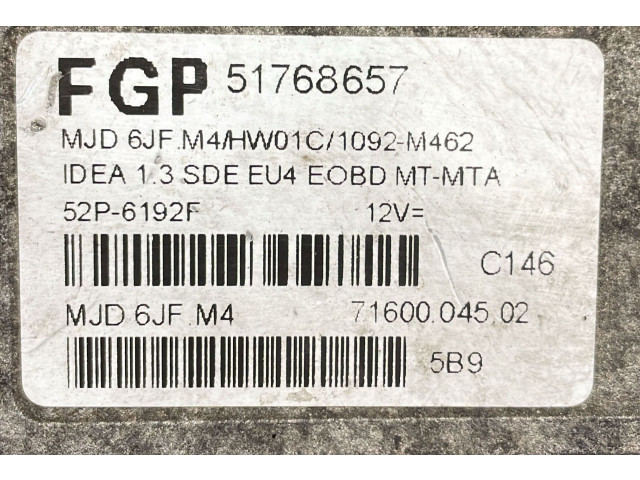 FGP 51768657
MJD 6JF.M4/HW01C/1092-M462
IDEA 1.3 SDE EU4 EOBD MT-MTA
52P-6192F 12V=
C146
MJD 6JF.M4 71600.045.02
5B9